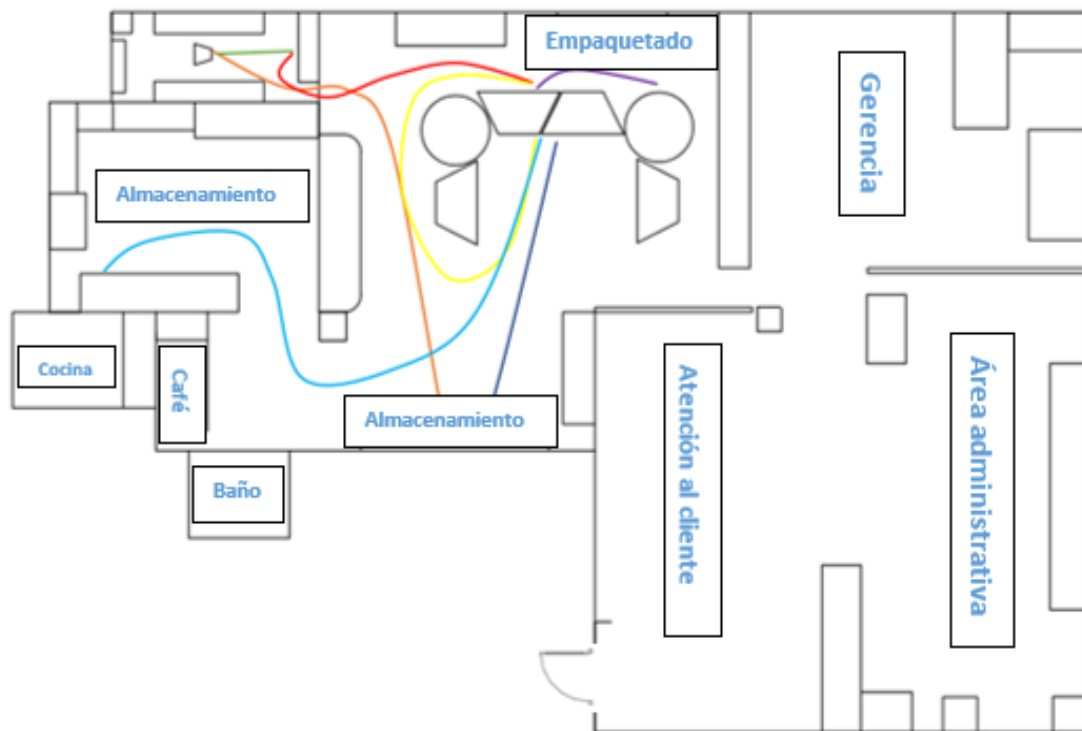 Empaquetado
Gerencia
Almacenamiento
Cocina
Café
Almacenamiento
Atención al cliente
Área administrativa
Baño